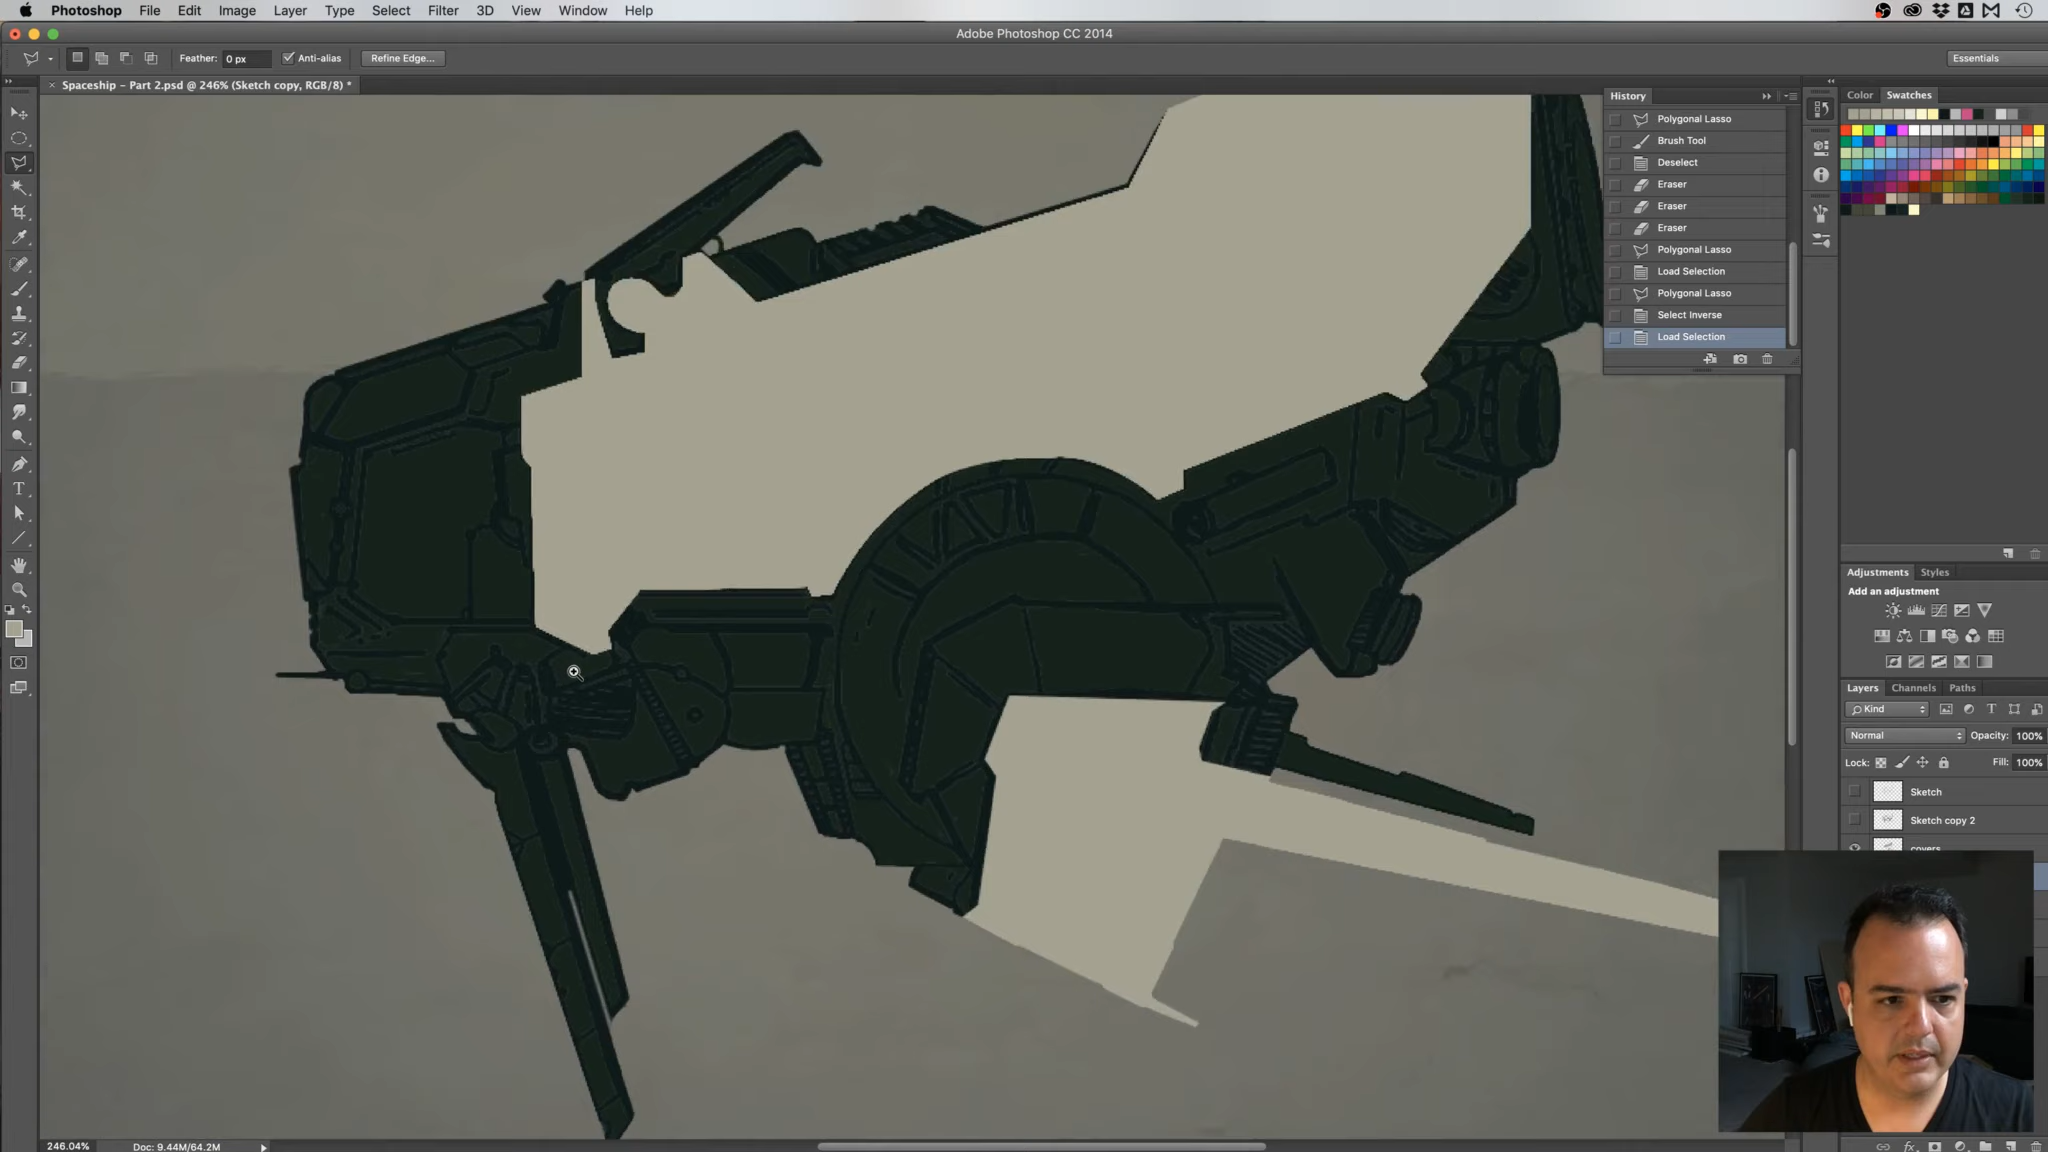 Photoshop File Edit Image Layer Type Select Filter 3D View Window Help
Adobe Photoshop CC 2014
Feather: 0 px Anti-alias Refine Edge... Essentials
Spaceship – Part 2.psd @ 246% (Sketch copy, RGB/8) *
History
Polygonal Lasso
Brush Tool
Deselect
Eraser
Eraser
Eraser
Polygonal Lasso
Load Selection
Polygonal Lasso
Select Inverse
Load Selection
Color Swatches
Adjustments Styles
Add an adjustment
Layers Channels Paths
Kind
Normal Opacity: 100%
Lock: Fill: 100%
Sketch
Sketch copy 2
covers
246.04% Doc: 9.44M/64.2M